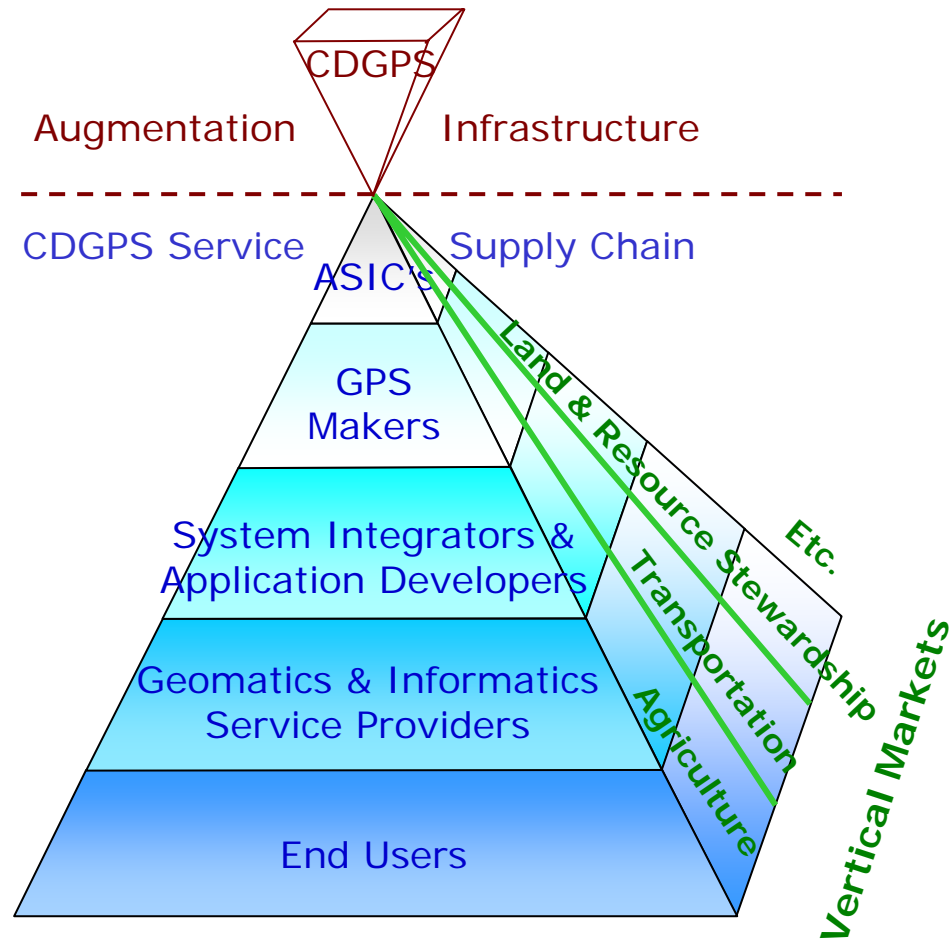 CDGPS
Augmentation Infrastructure
CDGPS Service Supply Chain
ASIC's
GPS
Makers
System Integrators &
Application Developers
Geomatics & Informatics
Service Providers
End Users
Land & Resource Stewardship
Etc.
Transportation
Agriculture
Vertical Markets